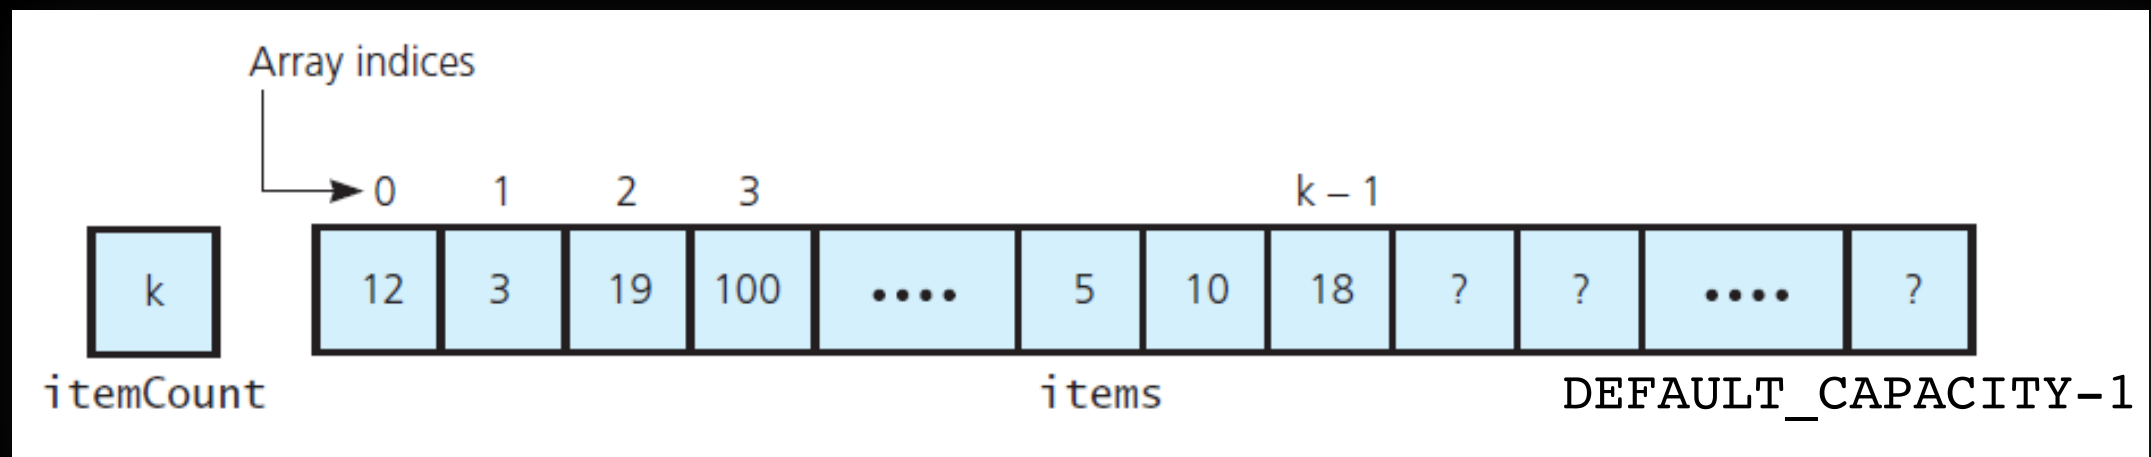 Array indices
0 1 2 3 k – 1
k 12 3 19 100 •••• 5 10 18 ? ? •••• ?
itemCount items DEFAULT_CAPACITY-1